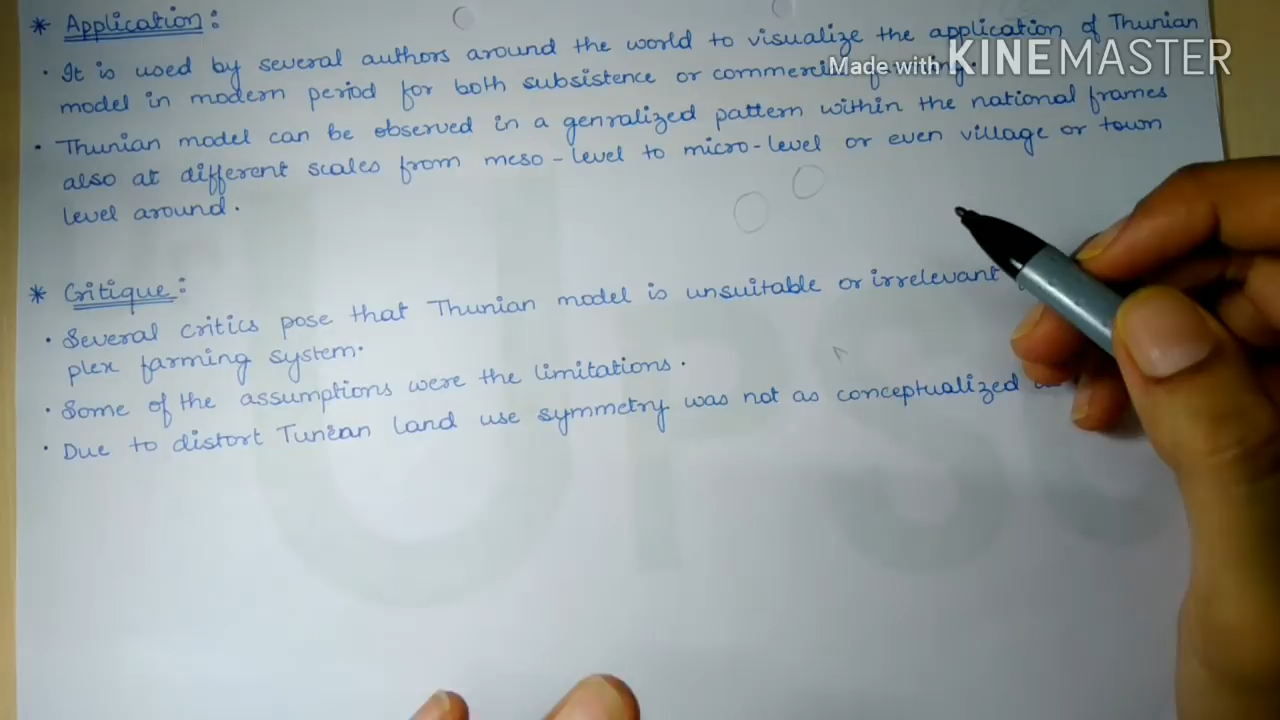 * Application:
Made with KINEMASTER
· It is used by several authors around the world to visualize the application of Thunian
model in modern period for both subsistence or
· Thunian model can be observed in a genralized pattern within the national frames
also at different scales from meso-level to micro-level or even village or town
level around.
* Critique:
· Several critics pose that Thunian model is unsuitable or irrelevant
plex farming system.
· Some of the assumptions were the limitations.
· Due to distort Tunian land use symmetry was not as conceptualized
UPSC